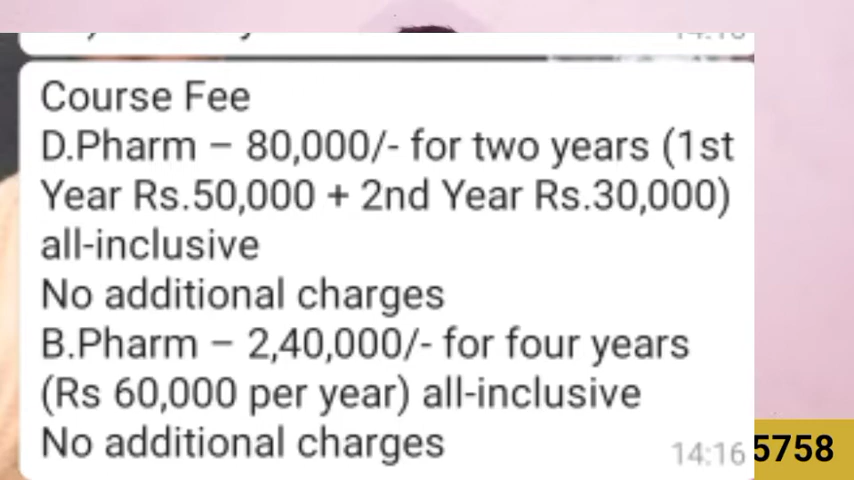 Course Fee
D.Pharm – 80,000/- for two years (1st
Year Rs.50,000 + 2nd Year Rs.30,000)
all-inclusive
No additional charges
B.Pharm – 2,40,000/- for four years
(Rs 60,000 per year) all-inclusive
No additional charges
14:16
5758